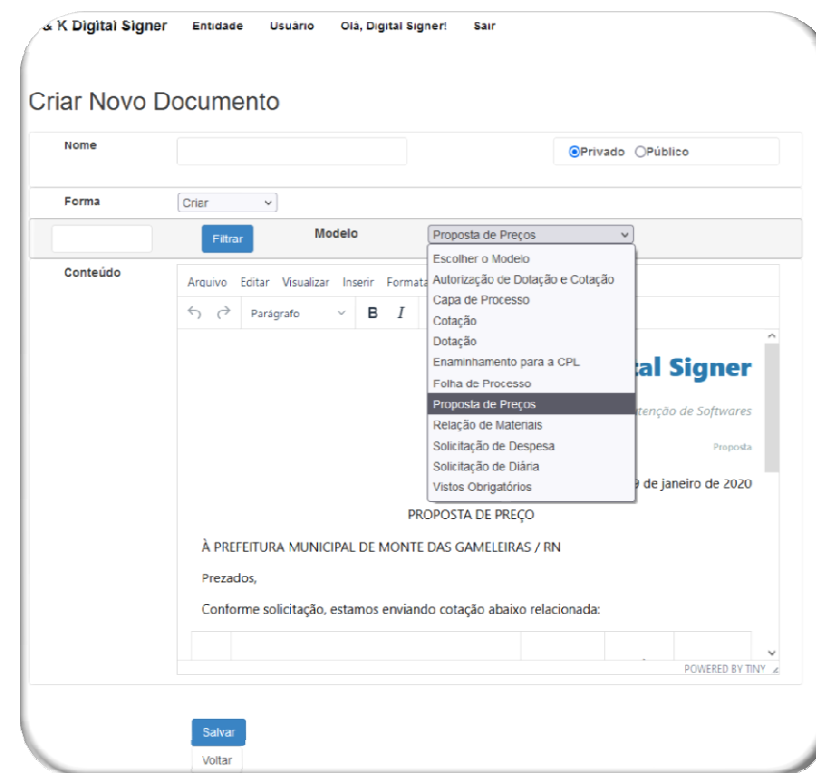 & K Digital Signer Entidade Usuário Olá, Digital Signer! Sair
Criar Novo Documento
Nome
Privado Público
Forma Criar
Filtrar Modelo Proposta de Preços
Escolher o Modelo
Autorização de Dotação e Cotação
Capa de Processo
Cotação
Dotação
Enaminhamento para a CPL
Folha de Processo
Proposta de Preços
Relação de Materiais
Solicitação de Despesa
Solicitação de Diária
Vistos Obrigatórios
Conteúdo
Arquivo Editar Visualizar Inserir Formata
Parágrafo B I
tal Signer
tenção de Softwares
Proposta
9 de janeiro de 2020
PROPOSTA DE PREÇO
À PREFEITURA MUNICIPAL DE MONTE DAS GAMELEIRAS / RN
Prezados,
Conforme solicitação, estamos enviando cotação abaixo relacionada:
POWERED BY TINY
Salvar
Voltar